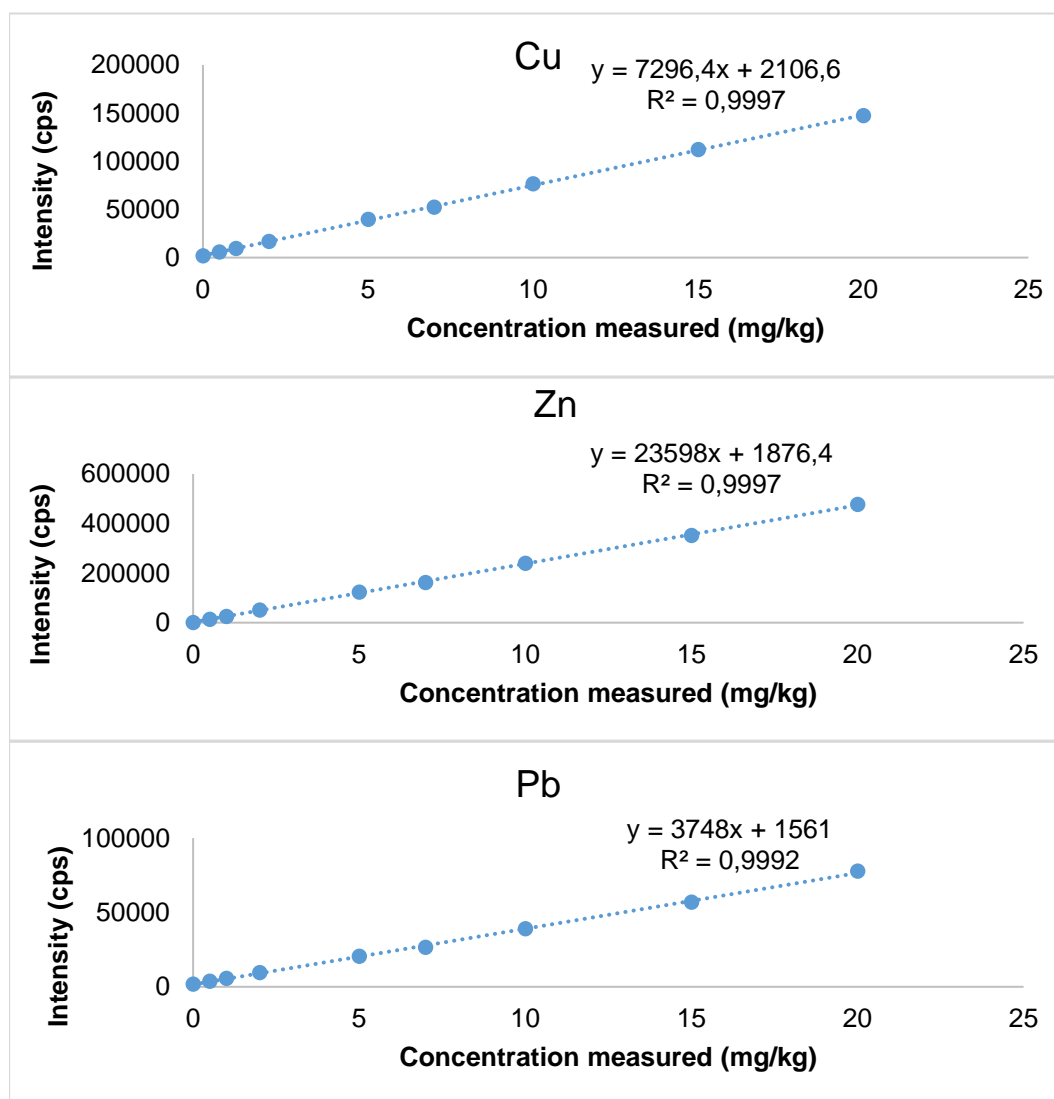 Cu
y = 7296,4x + 2106,6
R² = 0,9997
200000
150000
100000
50000
0
Intensity (cps)
0 5 10 15 20 25
Concentration measured (mg/kg)
Zn
y = 23598x + 1876,4
R² = 0,9997
600000
400000
200000
0
Intensity (cps)
0 5 10 15 20 25
Concentration measured (mg/kg)
Pb
y = 3748x + 1561
R² = 0,9992
100000
50000
0
Intensity (cps)
0 5 10 15 20 25
Concentration measured (mg/kg)